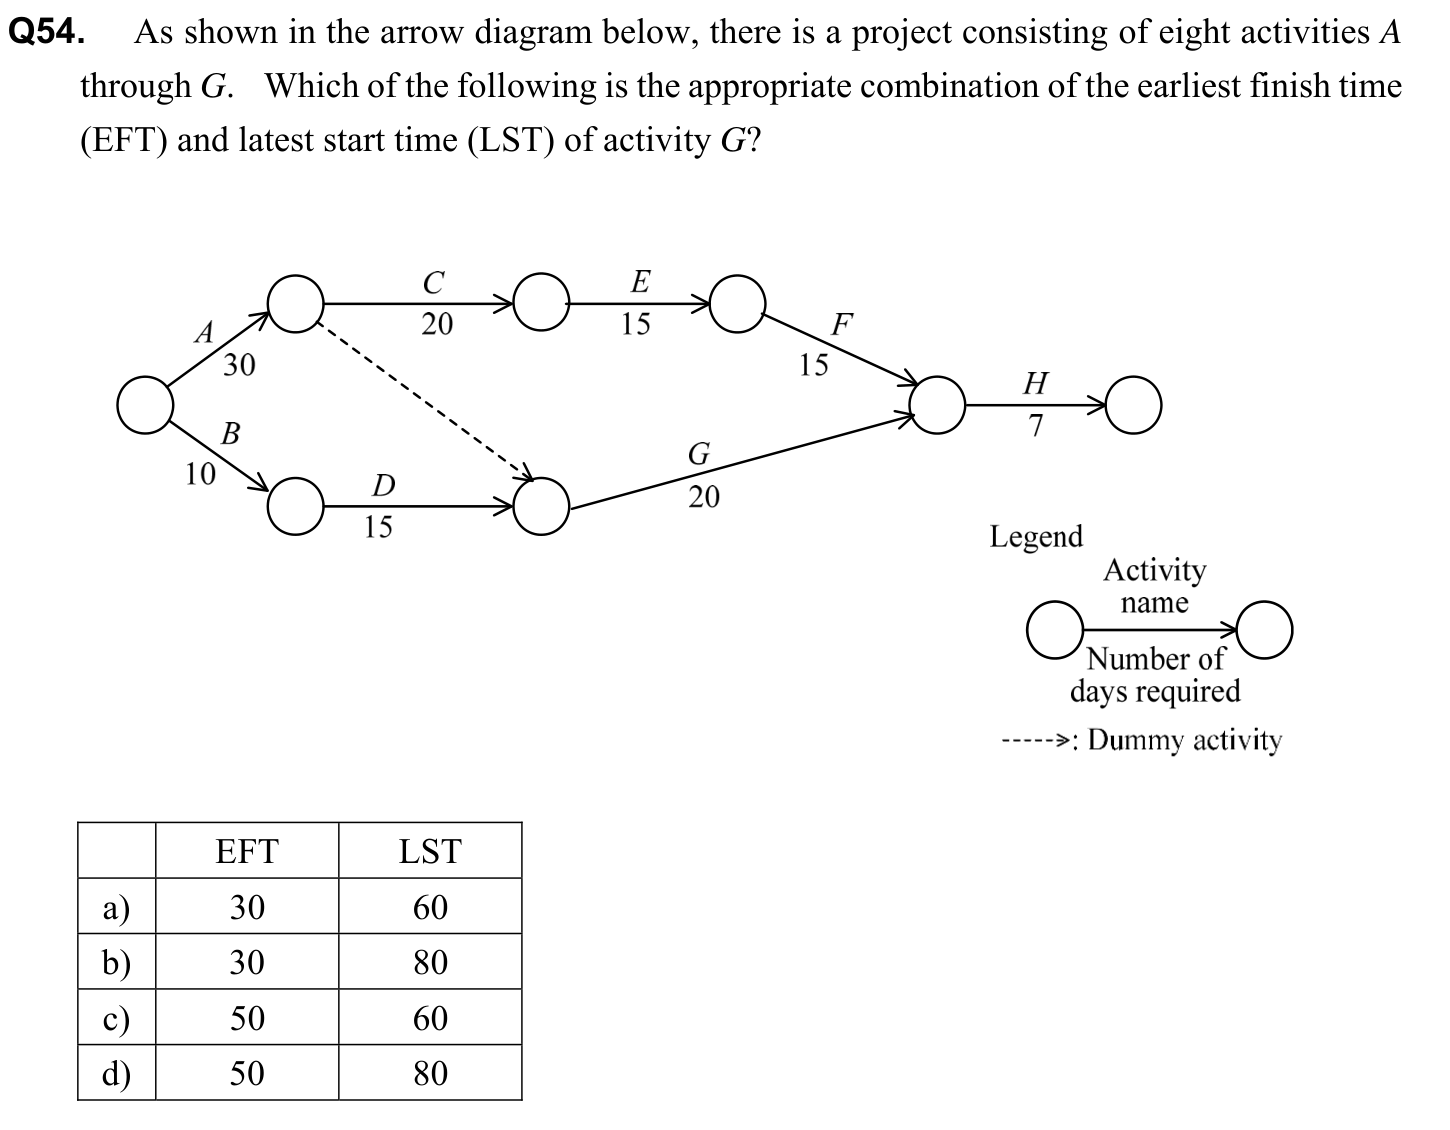 Q54. As shown in the arrow diagram below, there is a project consisting of eight activities A
through G. Which of the following is the appropriate combination of the earliest finish time
(EFT) and latest start time (LST) of activity G?
C
20
E
15
A
30
F
15
H
7
B
10
D
15
G
20
Legend
Activity
name
Number of
days required
----->: Dummy activity
EFT LST
a) 30 60
b) 30 80
c) 50 60
d) 50 80